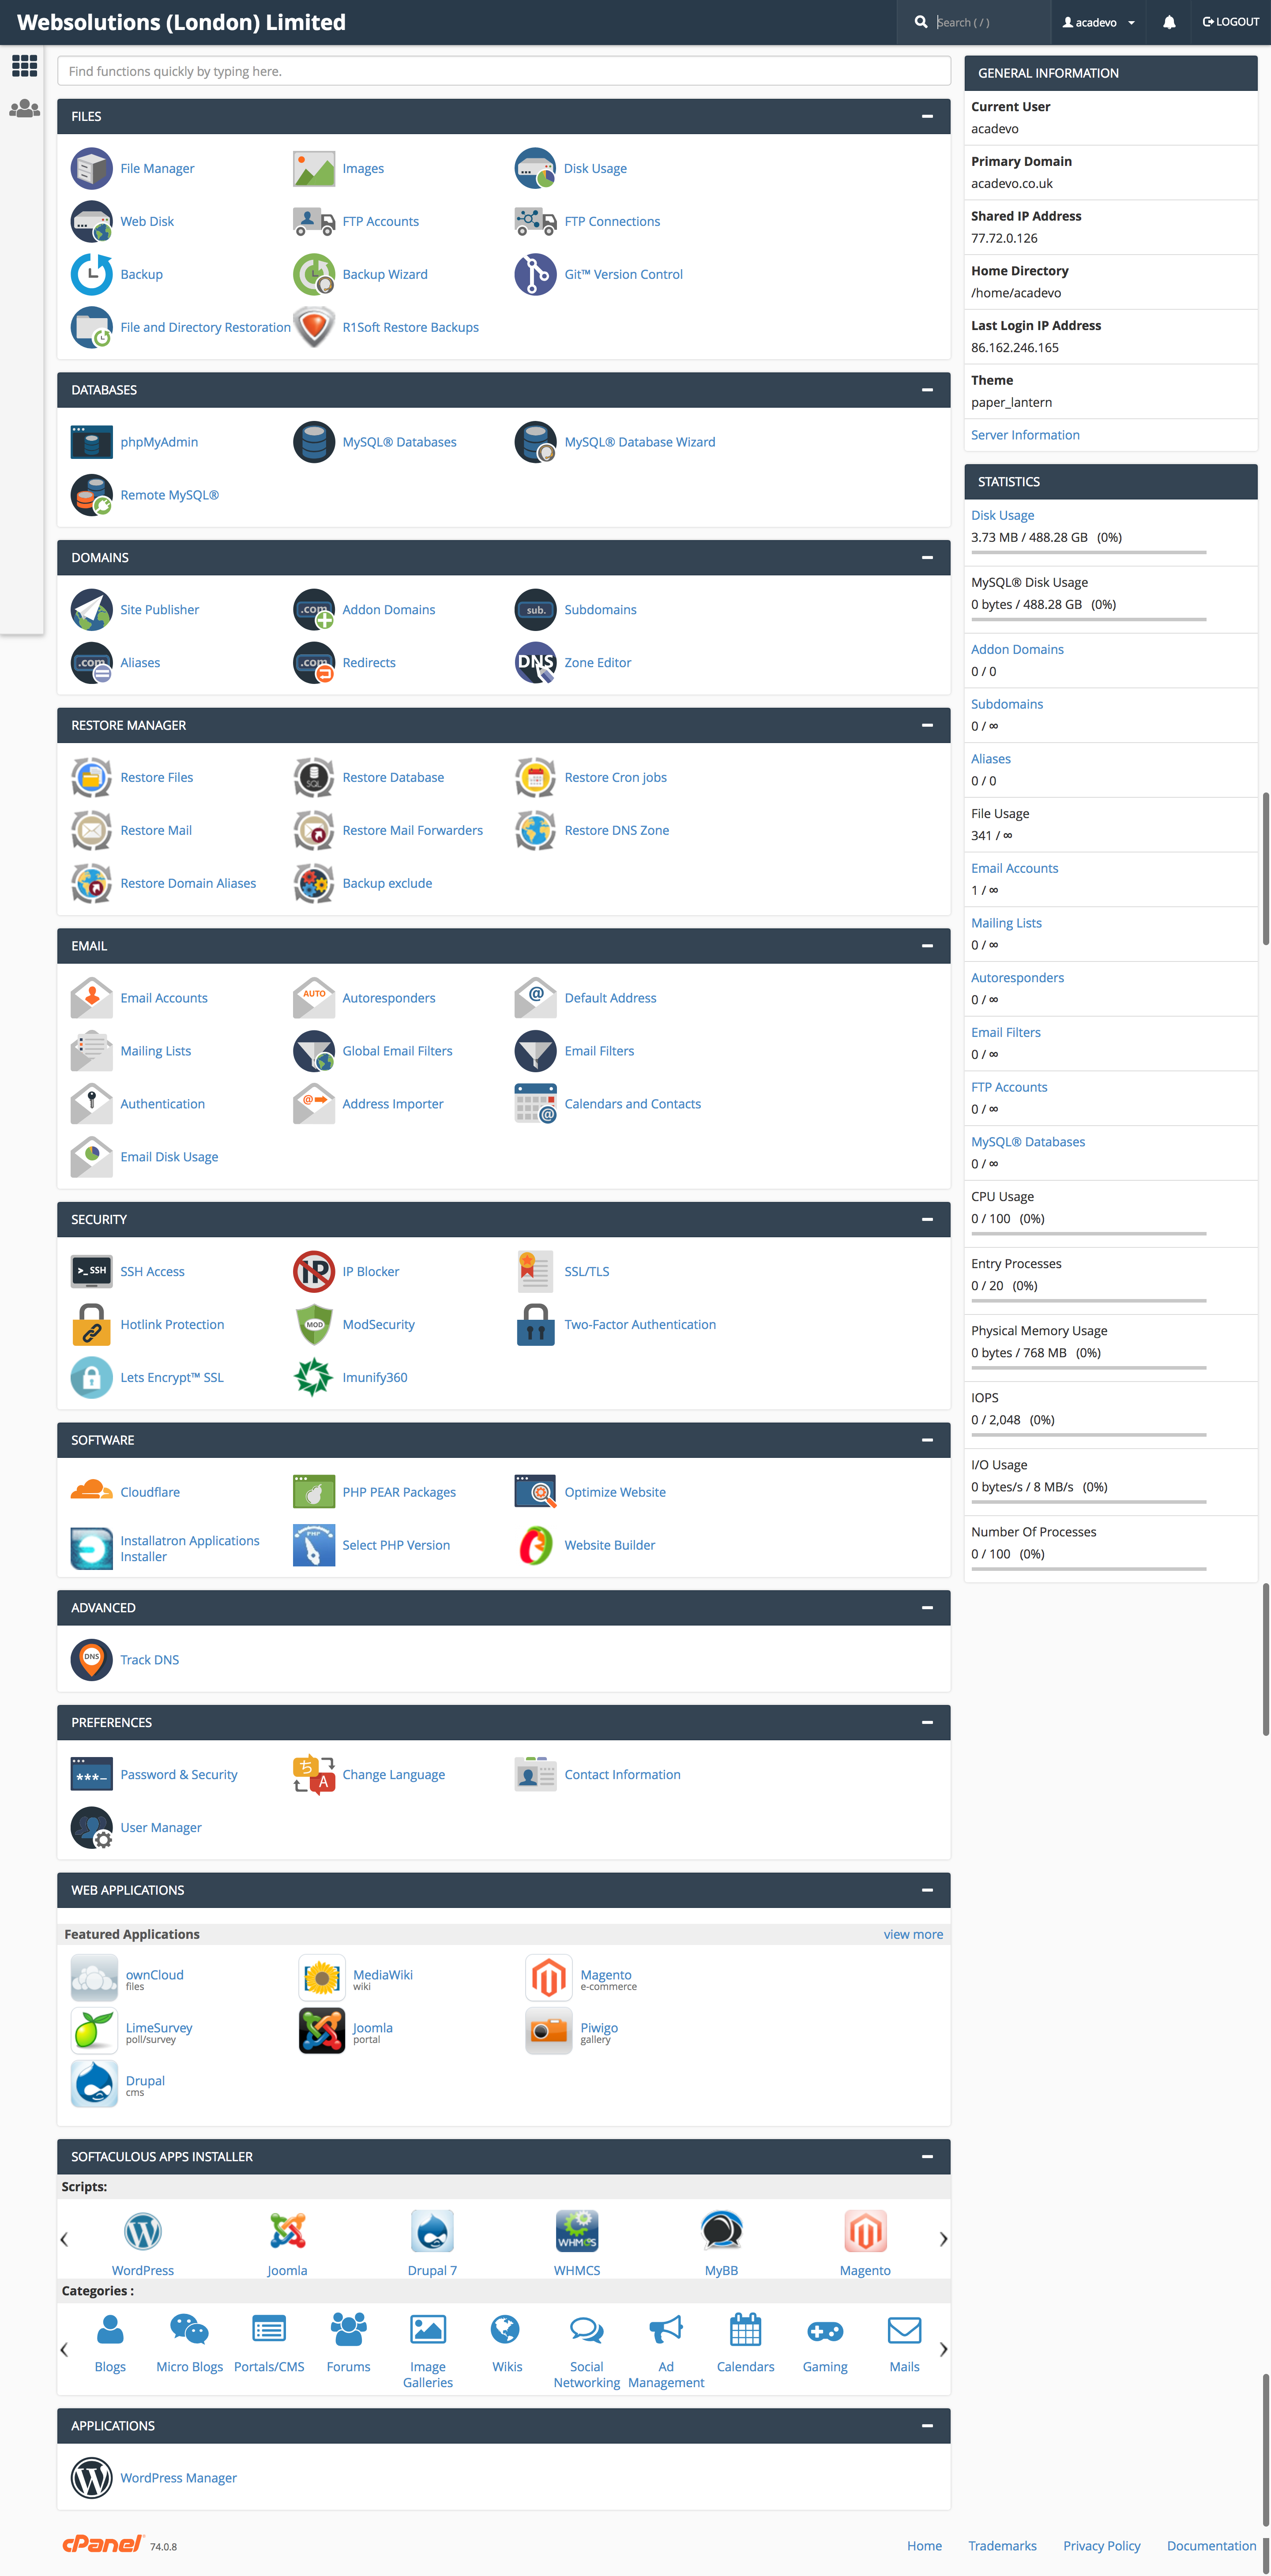 Websolutions (London) Limited
Search ( / )
acadevo
LOGOUT
Find functions quickly by typing here.
FILES
File Manager
Images
Disk Usage
Web Disk
FTP Accounts
FTP Connections
Backup
Backup Wizard
Git™ Version Control
File and Directory Restoration
R1Soft Restore Backups
DATABASES
phpMyAdmin
MySQL® Databases
MySQL® Database Wizard
Remote MySQL®
DOMAINS
Site Publisher
.com
Addon Domains
sub.
Subdomains
.com
Aliases
.com
Redirects
DNS
Zone Editor
RESTORE MANAGER
Restore Files
SQL
Restore Database
Restore Cron jobs
Restore Mail
Restore Mail Forwarders
Restore DNS Zone
Restore Domain Aliases
Backup exclude
EMAIL
Email Accounts
AUTO
Autoresponders
@
Default Address
Mailing Lists
Global Email Filters
Email Filters
Authentication
@
Address Importer
@
Calendars and Contacts
Email Disk Usage
SECURITY
>_ SSH
SSH Access
IP
IP Blocker
SSL/TLS
Hotlink Protection
MOD
ModSecurity
Two-Factor Authentication
Lets Encrypt™ SSL
Imunify360
SOFTWARE
Cloudflare
PHP PEAR Packages
Optimize Website
Installatron Applications
Installer
PHP
Select PHP Version
Website Builder
ADVANCED
DNS
Track DNS
PREFERENCES
***_
Password & Security
ち
A
Change Language
Contact Information
User Manager
WEB APPLICATIONS
Featured Applications
view more
ownCloud
files
MediaWiki
wiki
Magento
e-commerce
LimeSurvey
poll/survey
Joomla
portal
Piwigo
gallery
Drupal
cms
SOFTACULOUS APPS INSTALLER
Scripts:
WHMCS
WordPress
Joomla
Drupal 7
WHMCS
MyBB
Magento
Categories :
Blogs
Micro Blogs
Portals/CMS
Forums
Image
Galleries
Wikis
Social
Networking
Ad
Management
Calendars
Gaming
Mails
APPLICATIONS
WordPress Manager
GENERAL INFORMATION
Current User
acadevo
Primary Domain
acadevo.co.uk
Shared IP Address
77.72.0.126
Home Directory
/home/acadevo
Last Login IP Address
86.162.246.165
Theme
paper_lantern
Server Information
STATISTICS
Disk Usage
3.73 MB / 488.28 GB (0%)
MySQL® Disk Usage
0 bytes / 488.28 GB (0%)
Addon Domains
0 / 0
Subdomains
0 / ∞
Aliases
0 / 0
File Usage
341 / ∞
Email Accounts
1 / ∞
Mailing Lists
0 / ∞
Autoresponders
0 / ∞
Email Filters
0 / ∞
FTP Accounts
0 / ∞
MySQL® Databases
0 / ∞
CPU Usage
0 / 100 (0%)
Entry Processes
0 / 20 (0%)
Physical Memory Usage
0 bytes / 768 MB (0%)
IOPS
0 / 2,048 (0%)
I/O Usage
0 bytes/s / 8 MB/s (0%)
Number Of Processes
0 / 100 (0%)
cPanel® 74.0.8
Home
Trademarks
Privacy Policy
Documentation